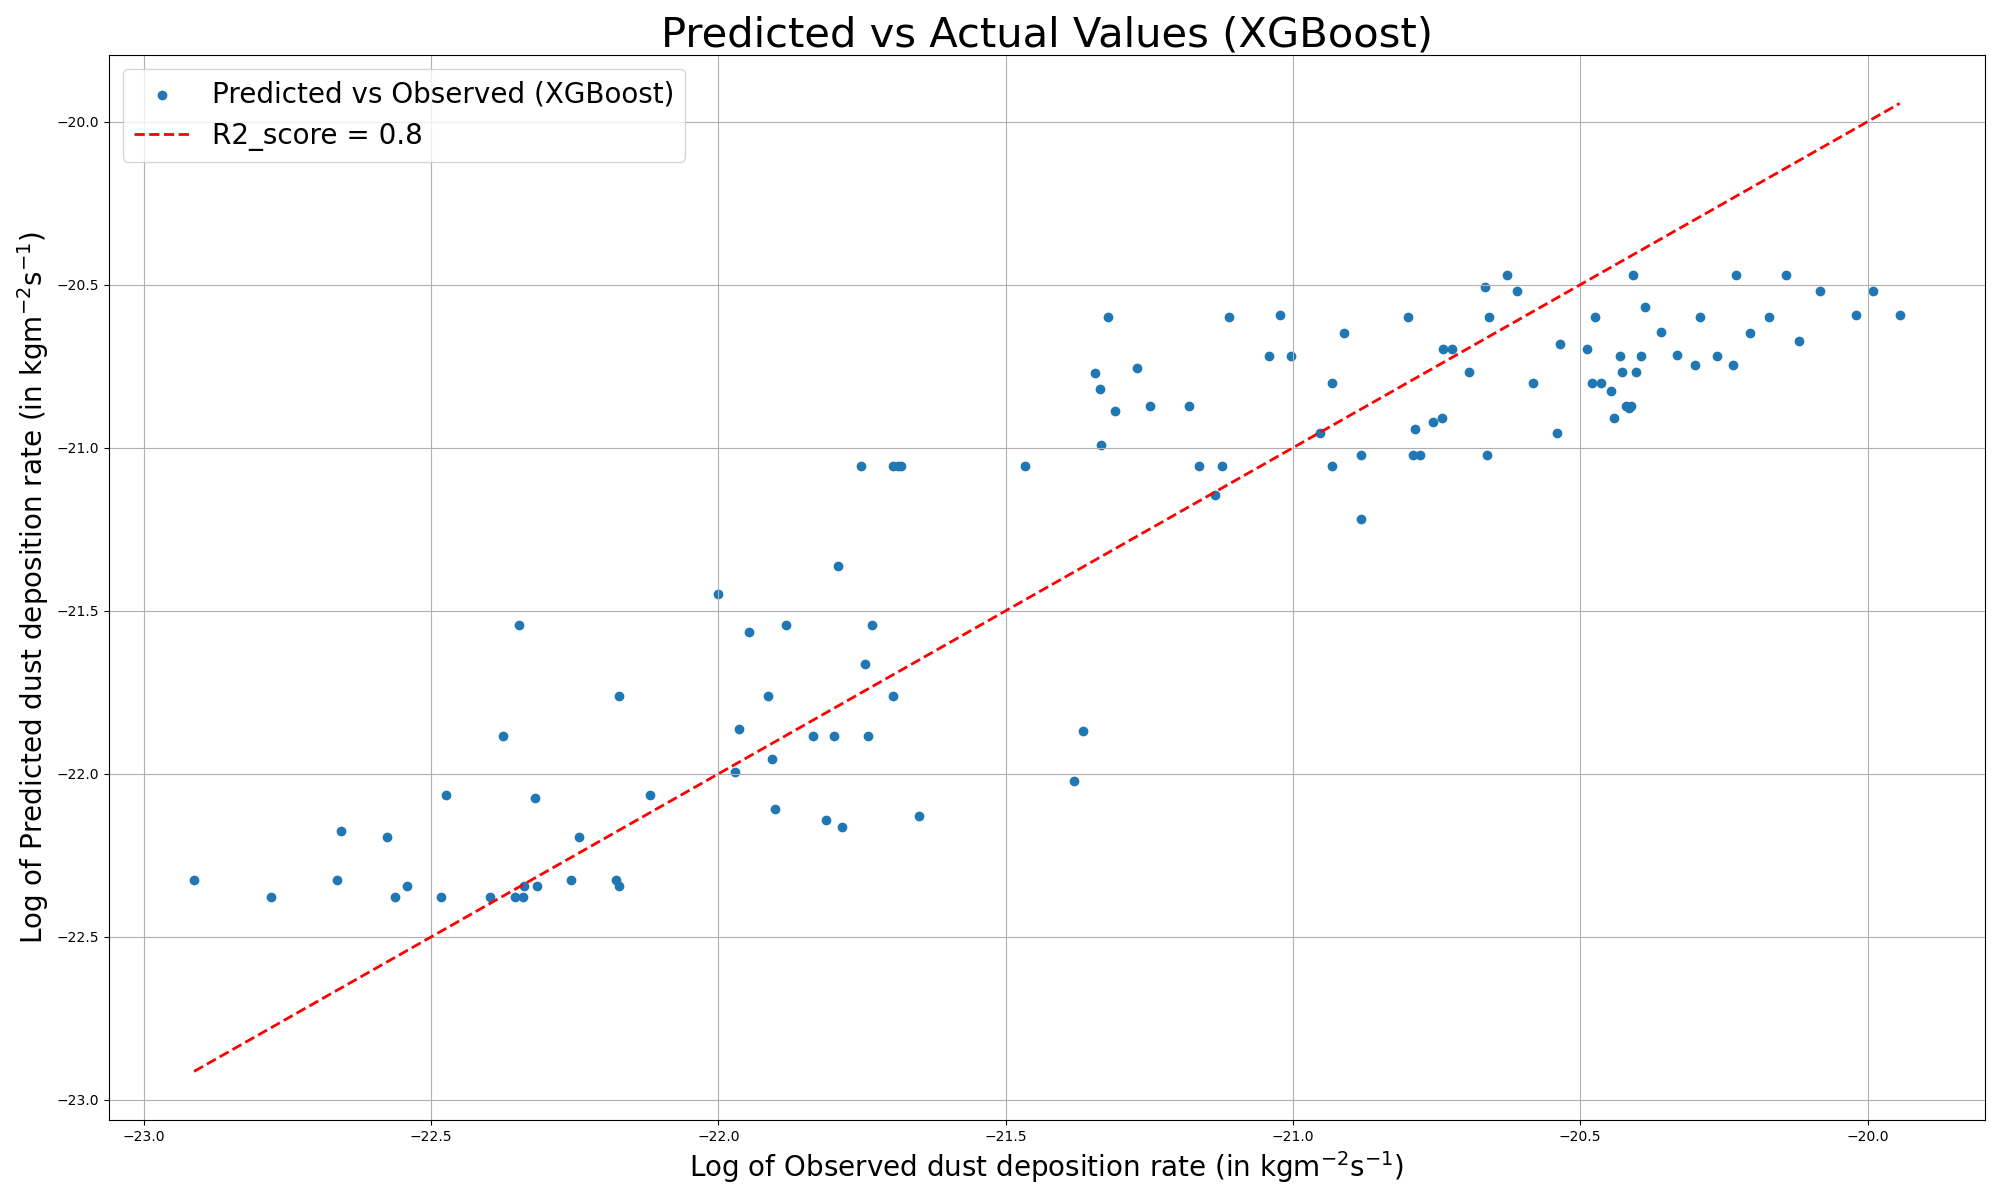 Predicted vs Actual Values (XGBoost)
Predicted vs Observed (XGBoost)
R2_score = 0.8
Log of Predicted dust deposition rate (in kgm⁻²s⁻¹)
−20.0
−20.5
−21.0
−21.5
−22.0
−22.5
−23.0
−23.0 −22.5 −22.0 −21.5 −21.0 −20.5 −20.0
Log of Observed dust deposition rate (in kgm⁻²s⁻¹)